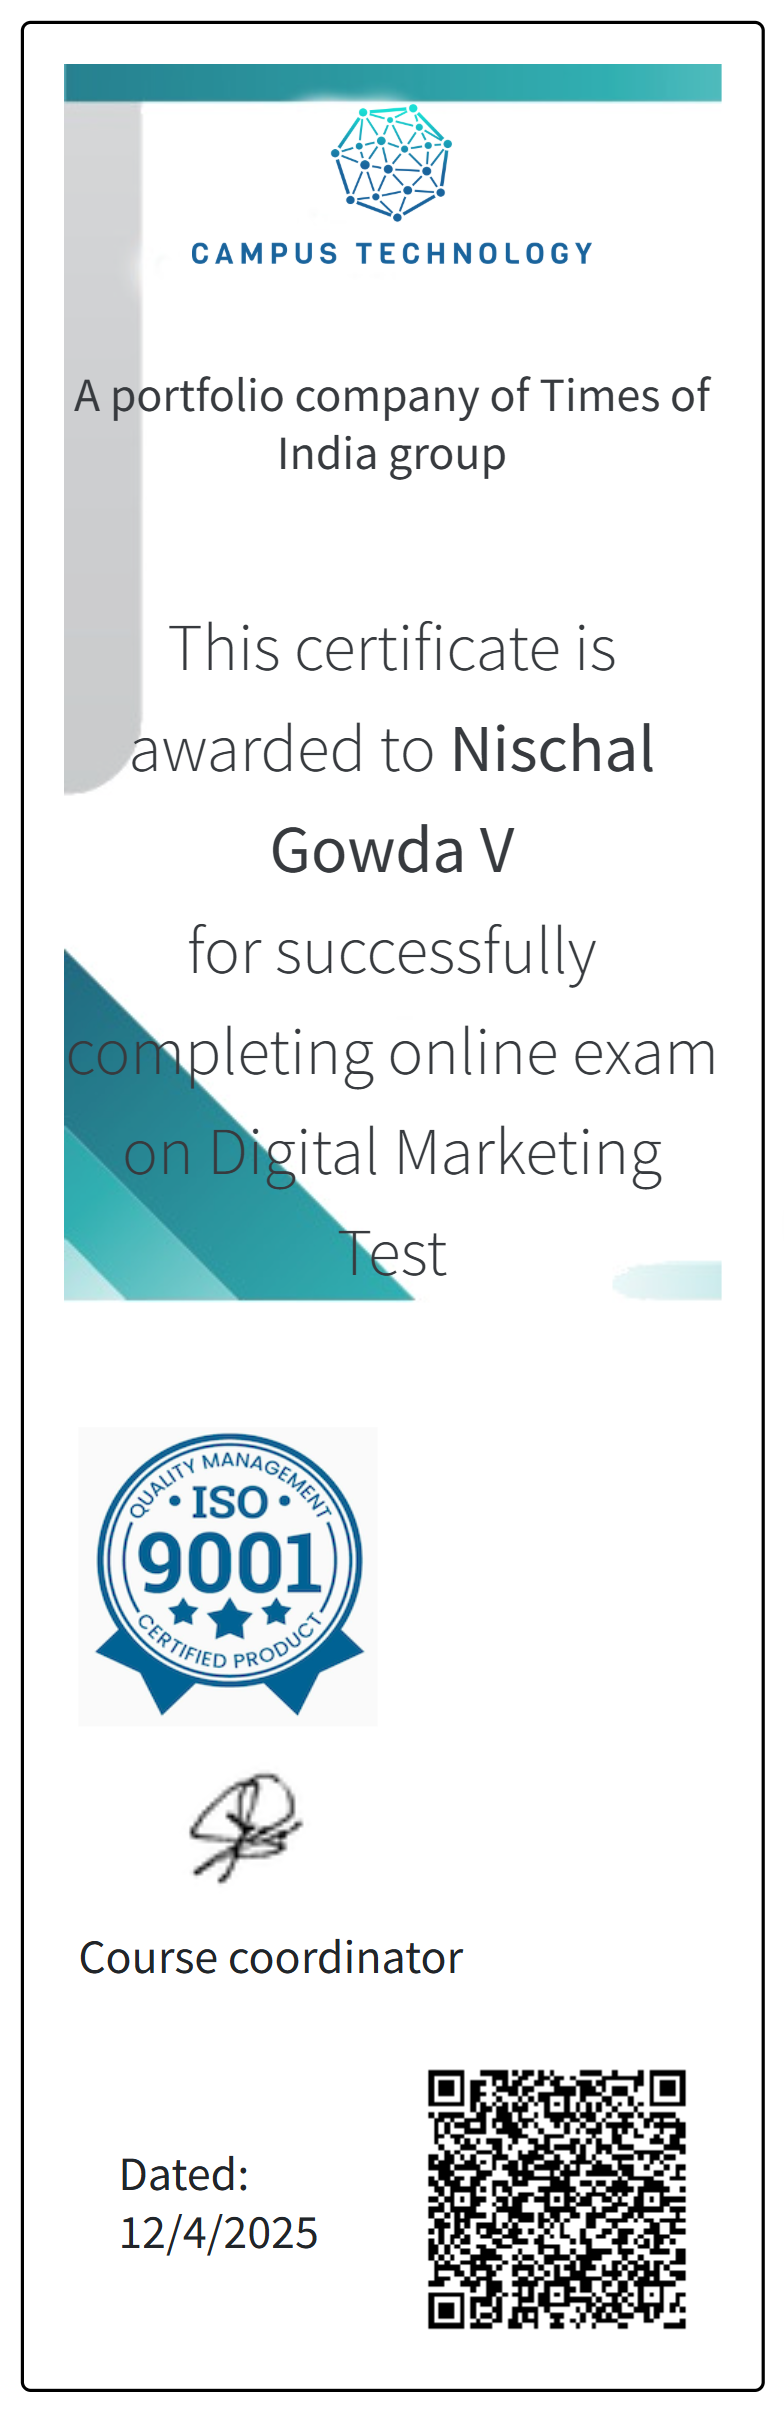 CAMPUS TECHNOLOGY
A portfolio company of Times of
India group
This certificate is
awarded to Nischal
Gowda V
for successfully
completing online exam
on Digital Marketing
Test
QUALITY MANAGEMENT
• ISO •
9001
CERTIFIED PRODUCT
Course coordinator
Dated:
12/4/2025